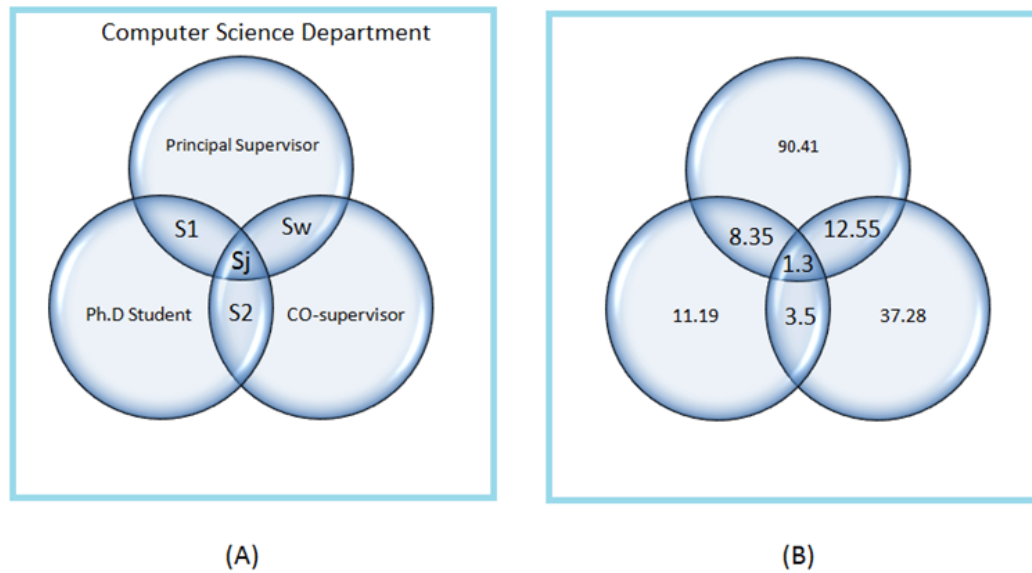 Computer Science Department
Principal Supervisor
S1
Sw
Sj
Ph.D Student
S2
CO-supervisor
(A)
90.41
8.35
12.55
1.3
11.19
3.5
37.28
(B)